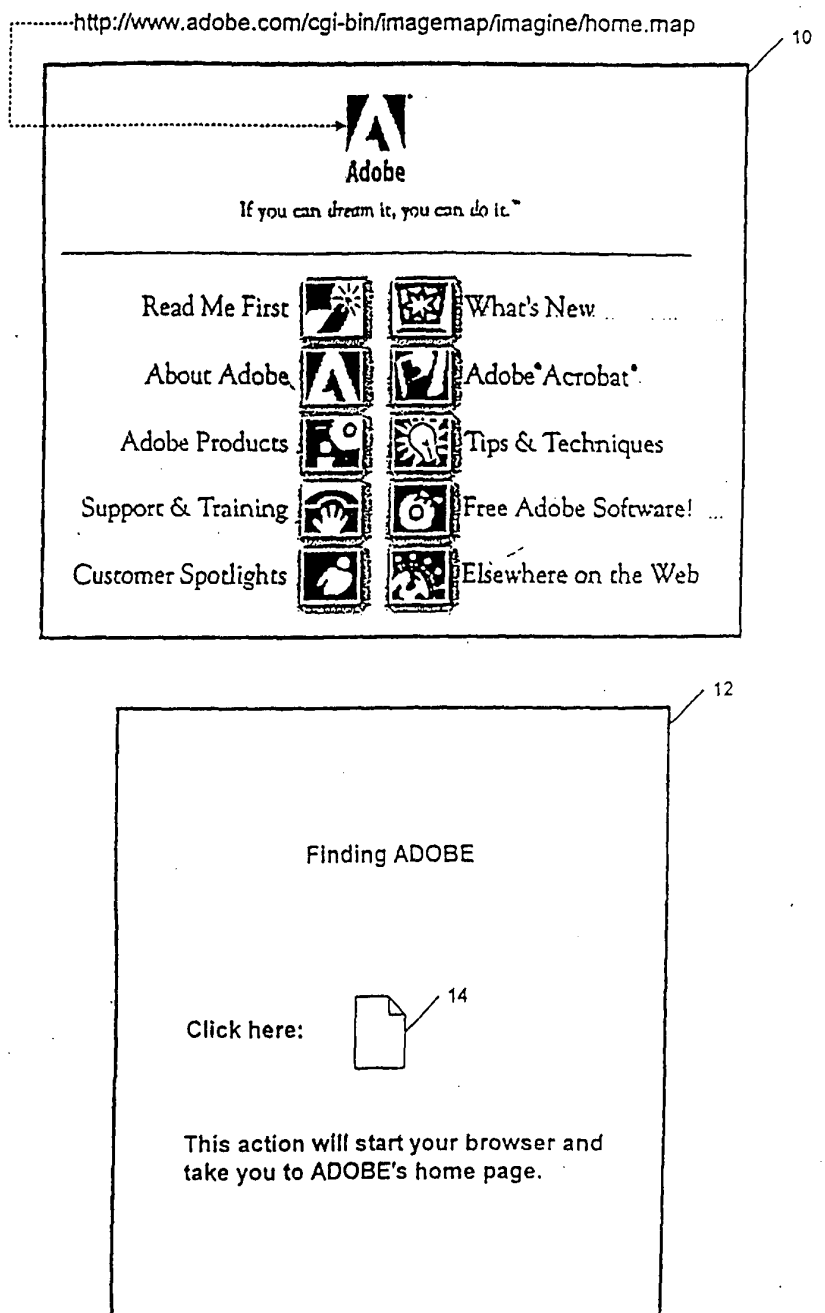 http://www.adobe.com/cgi-bin/imagemap/imagine/home.map
10
Adobe
If you can dream it, you can do it.™
Read Me First
What's New
About Adobe
Adobe Acrobat
Adobe Products
Tips & Techniques
Support & Training
Free Adobe Software!
Customer Spotlights
Elsewhere on the Web
12
Finding ADOBE
14
Click here:
This action will start your browser and
take you to ADOBE's home page.